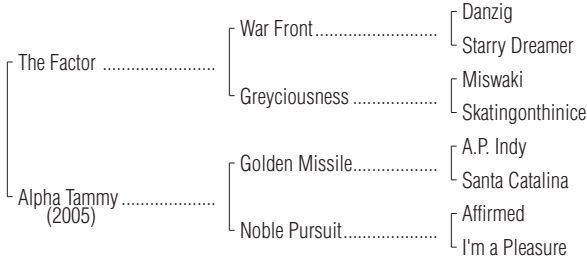 Danzig
War Front........................
Starry Dreamer
The Factor ......................
Miswaki
Greyciousness .................
Skatingonthinice
A.P. Indy
Golden Missile.................
Santa Catalina
Alpha Tammy ...................
(2005)
Affirmed
Noble Pursuit...................
I'm a Pleasure